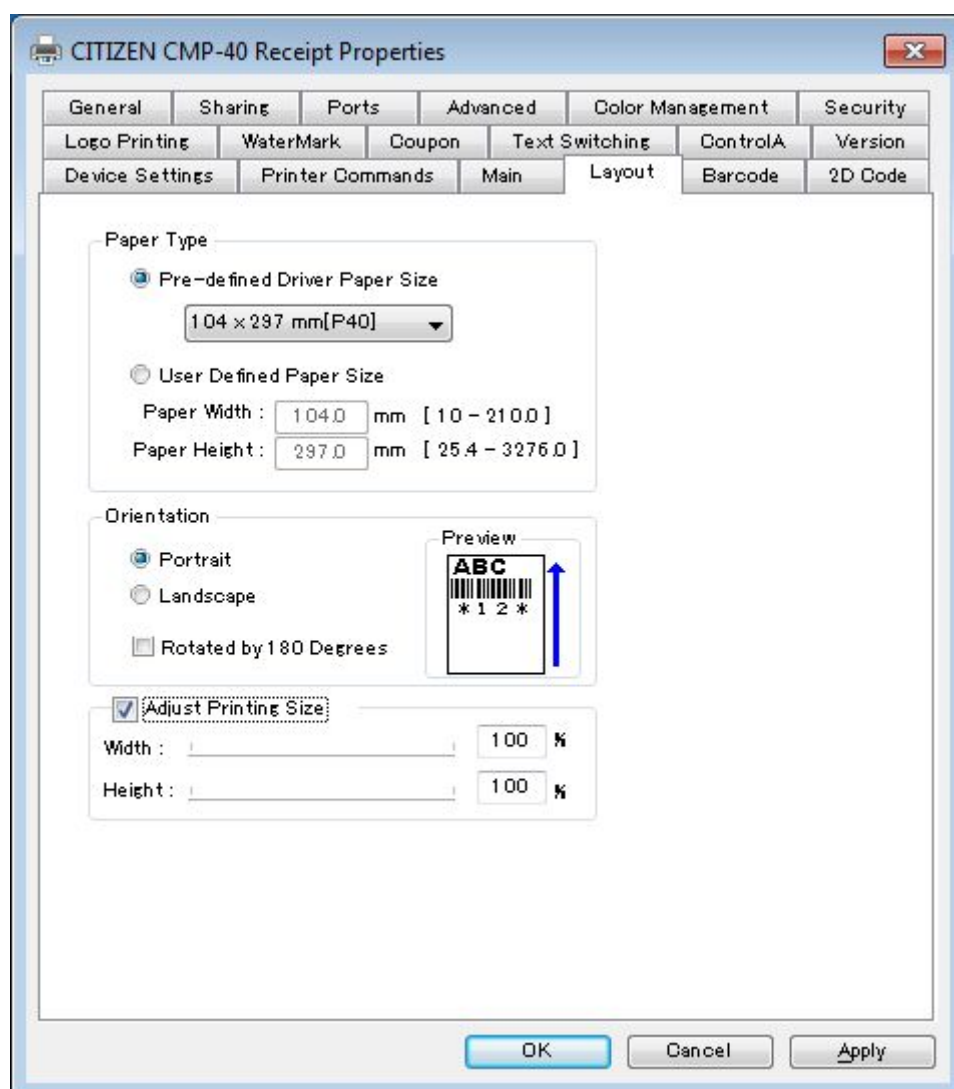 CITIZEN CMP-40 Receipt Properties
General Sharing Ports Advanced Color Management Security
Logo Printing WaterMark Coupon Text Switching ControlA Version
Device Settings Printer Commands Main Layout Barcode 2D Code
Paper Type
Pre-defined Driver Paper Size
104 x 297 mm[P40]
User Defined Paper Size
Paper Width : 104.0 mm [ 10 - 210.0 ]
Paper Height : 297.0 mm [ 25.4 - 3276.0 ]
Orientation
Preview
Portrait
ABC
Landscape
*12*
Rotated by 180 Degrees
Adjust Printing Size
Width : 100 %
Height : 100 %
OK Cancel Apply